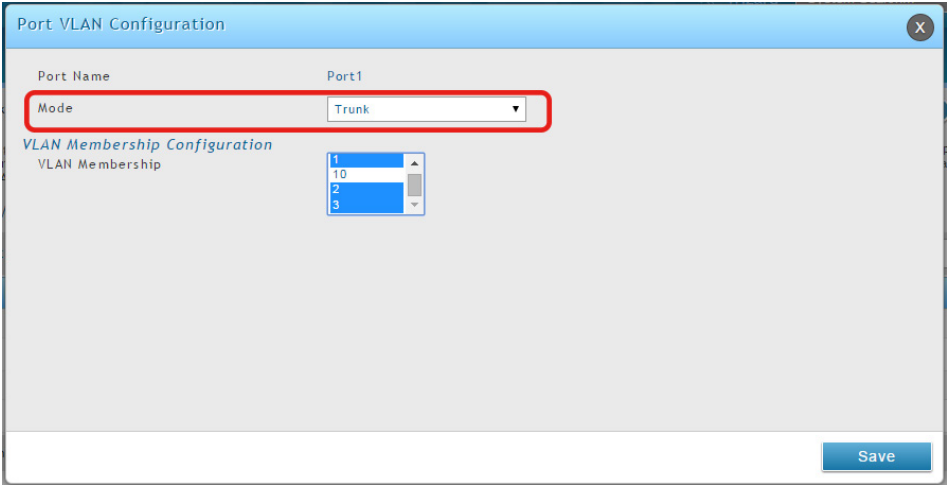 Port VLAN Configuration
X
Port Name Port1
Mode Trunk
VLAN Membership Configuration
VLAN Membership
1
10
2
3
Save